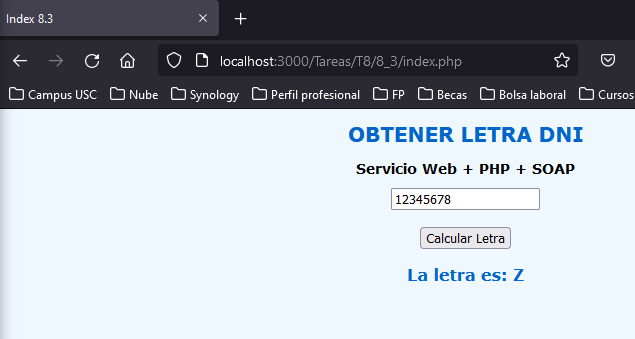 Index 8.3
localhost:3000/Tareas/T8/8_3/index.php
Campus USC Nube Synology Perfil profesional FP Becas Bolsa laboral Cursos
OBTENER LETRA DNI
Servicio Web + PHP + SOAP
12345678
Calcular Letra
La letra es: Z